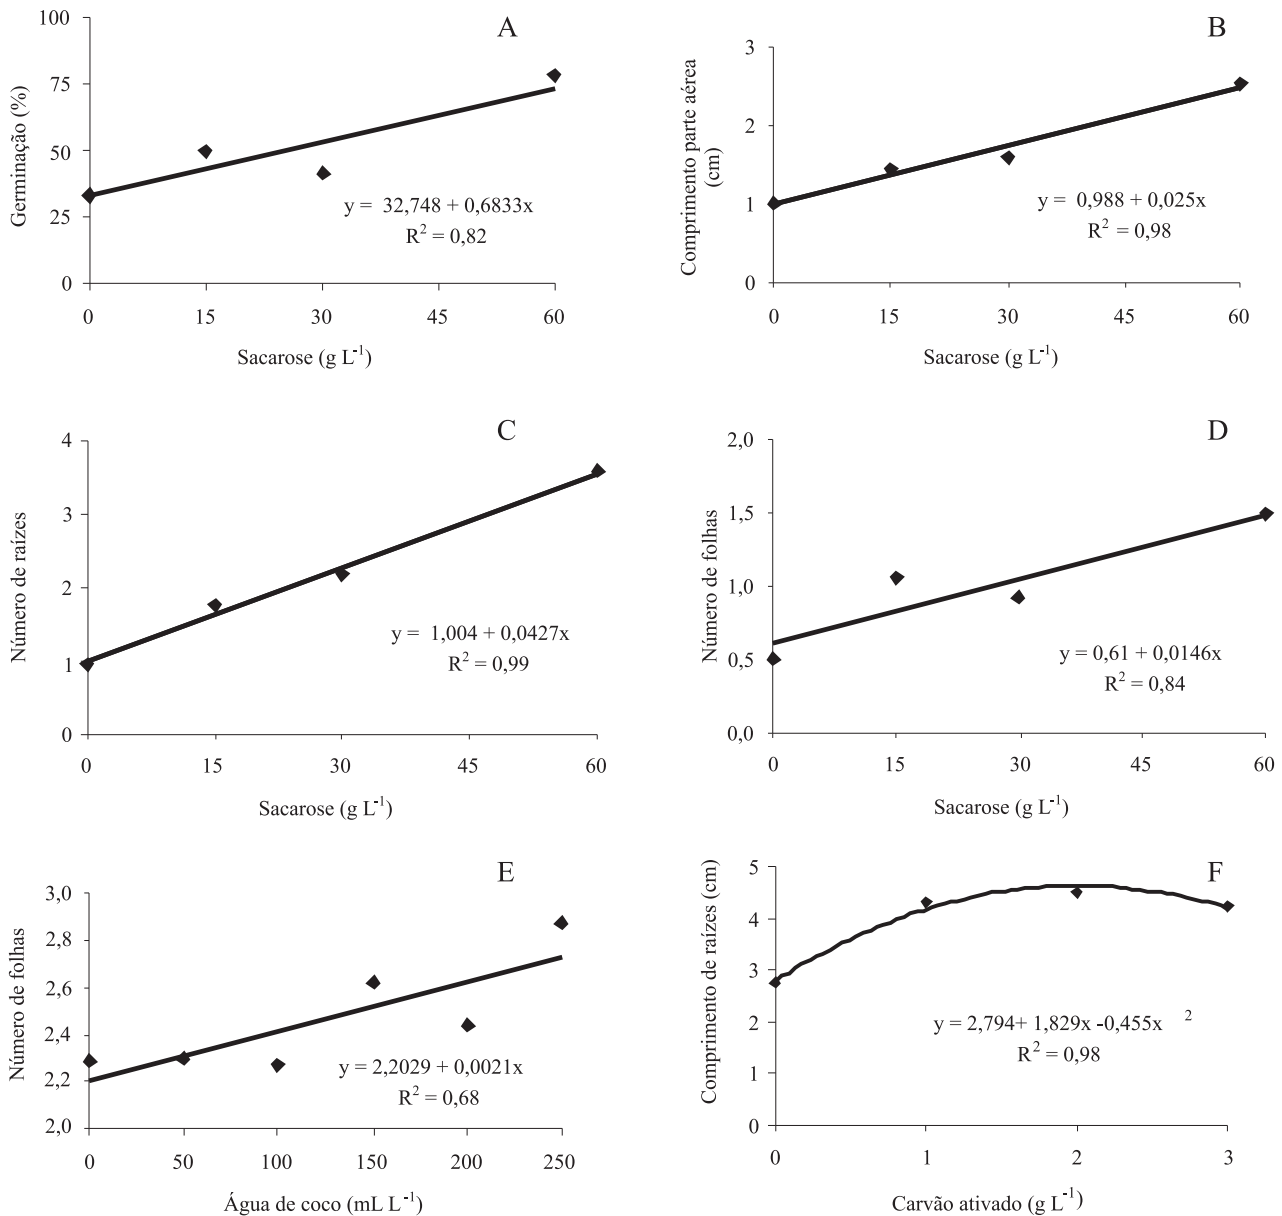 A
Germinação (%)
100
75
50
25
0
y = 32,748 + 0,6833x
R² = 0,82
0 15 30 45 60
Sacarose (g L⁻¹)
B
Comprimento parte aérea
(cm)
3
2
1
0
y = 0,988 + 0,025x
R² = 0,98
0 15 30 45 60
Sacarose (g L⁻¹)
C
Número de raízes
4
3
2
1
0
y = 1,004 + 0,0427x
R² = 0,99
0 15 30 45 60
Sacarose (g L⁻¹)
D
Número de folhas
2,0
1,5
1,0
0,5
0,0
y = 0,61 + 0,0146x
R² = 0,84
0 15 30 45 60
Sacarose (g L⁻¹)
E
Número de folhas
3,0
2,8
2,6
2,4
2,2
2,0
y = 2,2029 + 0,0021x
R² = 0,68
0 50 100 150 200 250
Água de coco (mL L⁻¹)
F
Comprimento de raízes (cm)
5
4
3
2
1
0
y = 2,794+ 1,829x -0,455x ²
R² = 0,98
0 1 2 3
Carvão ativado (g L⁻¹)